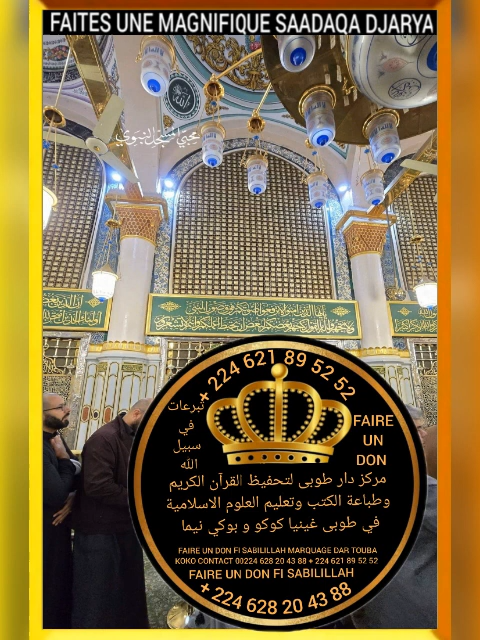 FAITES UNE MAGNIFIQUE SAADAQA DJARYA
محبي المسجد النبوي
الله
+ 224 621 89 52 52
تبرعات
في
سبيل
الله
FAIRE
UN
DON
مركز دار طوبى لتحفيظ القرآن الكريم
وطباعة الكتب وتعليم العلوم الاسلامية
في طوبى غينيا كوكو و بوكي نيما
FAIRE UN DON FI SABILILLAH MARQUAGE DAR TOUBA
KOKO CONTACT 00224 628 20 43 88 + 224 621 89 52 52
FAIRE UN DON FI SABILILLAH
+ 224 628 20 43 88